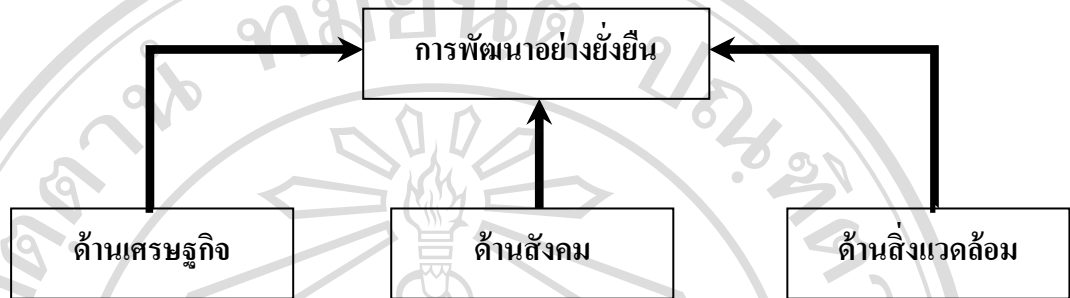 การพัฒนาอย่างยั่งยืน
ด้านเศรษฐกิจ
ด้านสังคม
ด้านสิ่งแวดล้อม